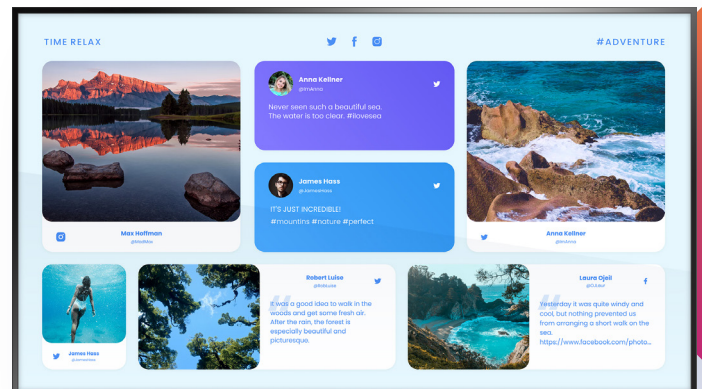 TIME RELAX
#ADVENTURE
Anna Kellner
@ImAnna
Never seen such a beautiful sea.
The water is too clear. #ilovesea
James Hass
@Jameshass
IT'S JUST INCREDIBLE!
#mountins #nature #perfect
Max Hoffman
@MadMax
Anna Kellner
@ImAnna
James Hass
@Jameshass
Robert Luise
It was a good idea to walk in the
woods and get some fresh air.
After the rain, the forest is
especially beautiful and
picturesque.
Laura Ojeil
Yesterday it was quite windy and
cool, but nothing prevented us
from arranging a short walk on the
sea.
https://www.facebook.com/photo...